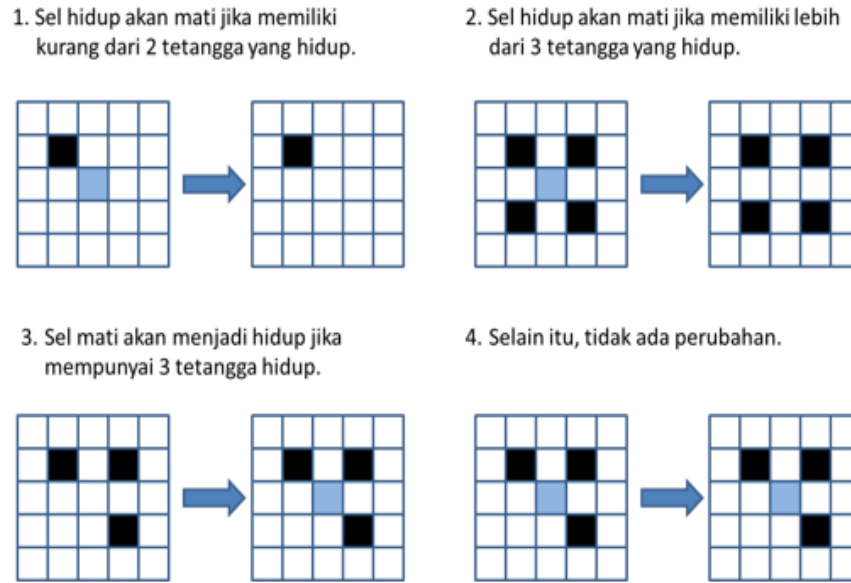 1. Sel hidup akan mati jika memiliki
kurang dari 2 tetangga yang hidup.
2. Sel hidup akan mati jika memiliki lebih
dari 3 tetangga yang hidup.
3. Sel mati akan menjadi hidup jika
mempunyai 3 tetangga hidup.
4. Selain itu, tidak ada perubahan.